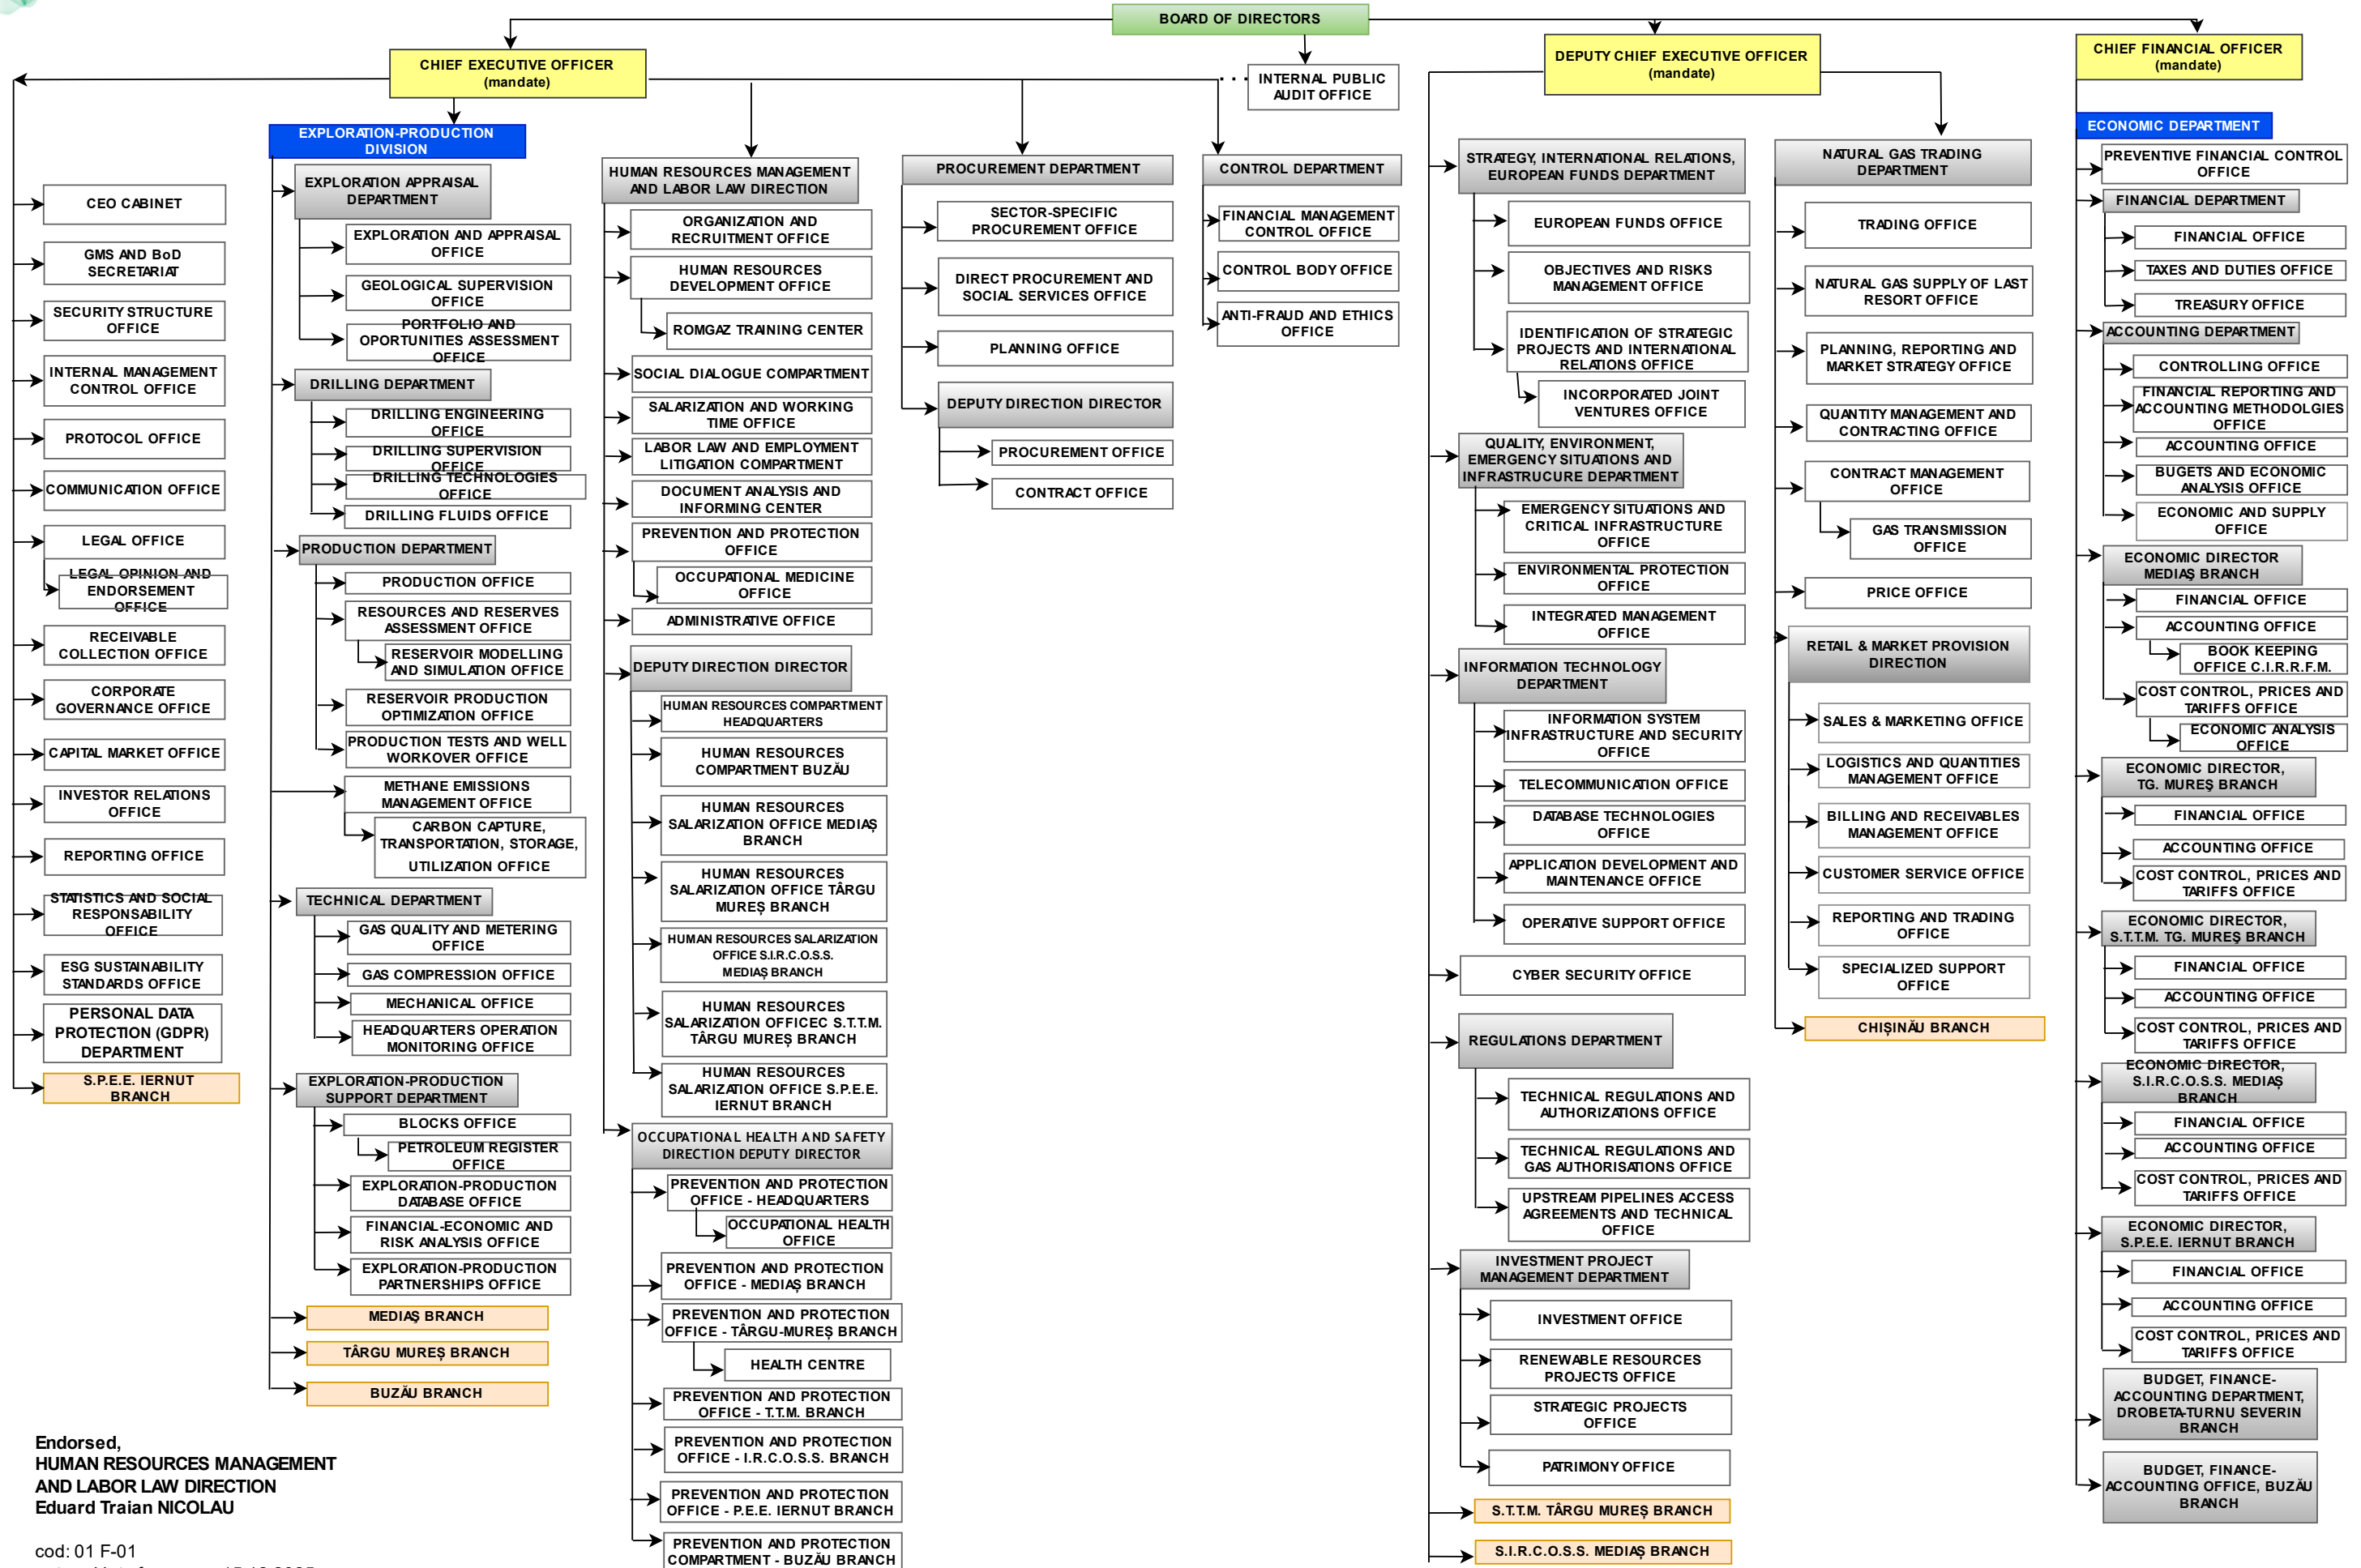 BOARD OF DIRECTORS
CHIEF EXECUTIVE OFFICER
(mandate)
INTERNAL PUBLIC
AUDIT OFFICE
DEPUTY CHIEF EXECUTIVE OFFICER
(mandate)
CHIEF FINANCIAL OFFICER
(mandate)
CEO CABINET
GMS AND BoD
SECRETARIAT
SECURITY STRUCTURE
OFFICE
INTERNAL MANAGEMENT
CONTROL OFFICE
PROTOCOL OFFICE
COMMUNICATION OFFICE
LEGAL OFFICE
LEGAL OPINION AND
ENDORSEMENT
OFFICE
RECEIVABLE
COLLECTION OFFICE
CORPORATE
GOVERNANCE OFFICE
CAPITAL MARKET OFFICE
INVESTOR RELATIONS
OFFICE
REPORTING OFFICE
STATISTICS AND SOCIAL
RESPONSABILITY
OFFICE
ESG SUSTAINABILITY
STANDARDS OFFICE
PERSONAL DATA
PROTECTION (GDPR)
DEPARTMENT
S.P.E.E. IERNUT
BRANCH
EXPLORATION-PRODUCTION
DIVISION
EXPLORATION APPRAISAL
DEPARTMENT
EXPLORATION AND APPRAISAL
OFFICE
GEOLOGICAL SUPERVISION
OFFICE
PORTFOLIO AND
OPORTUNITIES ASSESSMENT
OFFICE
DRILLING DEPARTMENT
DRILLING ENGINEERING
OFFICE
DRILLING SUPERVISION
OFFICE
DRILLING TECHNOLOGIES
OFFICE
DRILLING FLUIDS OFFICE
PRODUCTION DEPARTMENT
PRODUCTION OFFICE
RESOURCES AND RESERVES
ASSESSMENT OFFICE
RESERVOIR MODELLING
AND SIMULATION OFFICE
RESERVOIR PRODUCTION
OPTIMIZATION OFFICE
PRODUCTION TESTS AND WELL
WORKOVER OFFICE
METHANE EMISSIONS
MANAGEMENT OFFICE
CARBON CAPTURE,
TRANSPORTATION, STORAGE,
UTILIZATION OFFICE
TECHNICAL DEPARTMENT
GAS QUALITY AND METERING
OFFICE
GAS COMPRESSION OFFICE
MECHANICAL OFFICE
HEADQUARTERS OPERATION
MONITORING OFFICE
EXPLORATION-PRODUCTION
SUPPORT DEPARTMENT
BLOCKS OFFICE
PETROLEUM REGISTER
OFFICE
EXPLORATION-PRODUCTION
DATABASE OFFICE
FINANCIAL-ECONOMIC AND
RISK ANALYSIS OFFICE
EXPLORATION-PRODUCTION
PARTNERSHIPS OFFICE
MEDIAŞ BRANCH
TÂRGU MUREȘ BRANCH
BUZĂU BRANCH
HUMAN RESOURCES MANAGEMENT
AND LABOR LAW DIRECTION
ORGANIZATION AND
RECRUITMENT OFFICE
HUMAN RESOURCES
DEVELOPMENT OFFICE
ROMGAZ TRAINING CENTER
SOCIAL DIALOGUE COMPARTMENT
SALARIZATION AND WORKING
TIME OFFICE
LABOR LAW AND EMPLOYMENT
LITIGATION COMPARTMENT
DOCUMENT ANALYSIS AND
INFORMING CENTER
PREVENTION AND PROTECTION
OFFICE
OCCUPATIONAL MEDICINE
OFFICE
ADMINISTRATIVE OFFICE
DEPUTY DIRECTION DIRECTOR
HUMAN RESOURCES COMPARTMENT
HEADQUARTERS
HUMAN RESOURCES
COMPARTMENT BUZĂU
HUMAN RESOURCES
SALARIZATION OFFICE MEDIAȘ
BRANCH
HUMAN RESOURCES
SALARIZATION OFFICE TÂRGU
MUREȘ BRANCH
HUMAN RESOURCES SALARIZATION
OFFICE S.I.R.C.O.S.S.
MEDIAȘ BRANCH
HUMAN RESOURCES
SALARIZATION OFFICEC S.T.T.M.
TÂRGU MUREȘ BRANCH
HUMAN RESOURCES
SALARIZATION OFFICE S.P.E.E.
IERNUT BRANCH
OCCUPATIONAL HEALTH AND SAFETY
DIRECTION DEPUTY DIRECTOR
PREVENTION AND PROTECTION
OFFICE - HEADQUARTERS
OCCUPATIONAL HEALTH
OFFICE
PREVENTION AND PROTECTION
OFFICE - MEDIAȘ BRANCH
PREVENTION AND PROTECTION
OFFICE - TÂRGU-MUREȘ BRANCH
HEALTH CENTRE
PREVENTION AND PROTECTION
OFFICE - T.T.M. BRANCH
PREVENTION AND PROTECTION
OFFICE - I.R.C.O.S.S. BRANCH
PREVENTION AND PROTECTION
OFFICE - P.E.E. IERNUT BRANCH
PREVENTION AND PROTECTION
COMPARTMENT - BUZĂU BRANCH
PROCUREMENT DEPARTMENT
SECTOR-SPECIFIC
PROCUREMENT OFFICE
DIRECT PROCUREMENT AND
SOCIAL SERVICES OFFICE
PLANNING OFFICE
DEPUTY DIRECTION DIRECTOR
PROCUREMENT OFFICE
CONTRACT OFFICE
CONTROL DEPARTMENT
FINANCIAL MANAGEMENT
CONTROL OFFICE
CONTROL BODY OFFICE
ANTI-FRAUD AND ETHICS
OFFICE
STRATEGY, INTERNATIONAL RELATIONS,
EUROPEAN FUNDS DEPARTMENT
EUROPEAN FUNDS OFFICE
OBJECTIVES AND RISKS
MANAGEMENT OFFICE
IDENTIFICATION OF STRATEGIC
PROJECTS AND INTERNATIONAL
RELATIONS OFFICE
INCORPORATED JOINT
VENTURES OFFICE
QUALITY, ENVIRONMENT,
EMERGENCY SITUATIONS AND
INFRASTRUCURE DEPARTMENT
EMERGENCY SITUATIONS AND
CRITICAL INFRASTRUCTURE
OFFICE
ENVIRONMENTAL PROTECTION
OFFICE
INTEGRATED MANAGEMENT
OFFICE
INFORMATION TECHNOLOGY
DEPARTMENT
INFORMATION SYSTEM
INFRASTRUCTURE AND SECURITY
OFFICE
TELECOMMUNICATION OFFICE
DATABASE TECHNOLOGIES
OFFICE
APPLICATION DEVELOPMENT AND
MAINTENANCE OFFICE
OPERATIVE SUPPORT OFFICE
CYBER SECURITY OFFICE
REGULATIONS DEPARTMENT
TECHNICAL REGULATIONS AND
AUTHORIZATIONS OFFICE
TECHNICAL REGULATIONS AND
GAS AUTHORISATIONS OFFICE
UPSTREAM PIPELINES ACCESS
AGREEMENTS AND TECHNICAL
OFFICE
INVESTMENT PROJECT
MANAGEMENT DEPARTMENT
INVESTMENT OFFICE
RENEWABLE RESOURCES
PROJECTS OFFICE
STRATEGIC PROJECTS
OFFICE
PATRIMONY OFFICE
S.T.T.M. TÂRGU MUREȘ BRANCH
S.I.R.C.O.S.S. MEDIAȘ BRANCH
NATURAL GAS TRADING
DEPARTMENT
TRADING OFFICE
NATURAL GAS SUPPLY OF LAST
RESORT OFFICE
PLANNING, REPORTING AND
MARKET STRATEGY OFFICE
QUANTITY MANAGEMENT AND
CONTRACTING OFFICE
CONTRACT MANAGEMENT
OFFICE
GAS TRANSMISSION
OFFICE
PRICE OFFICE
RETAIL & MARKET PROVISION
DIRECTION
SALES & MARKETING OFFICE
LOGISTICS AND QUANTITIES
MANAGEMENT OFFICE
BILLING AND RECEIVABLES
MANAGEMENT OFFICE
CUSTOMER SERVICE OFFICE
REPORTING AND TRADING
OFFICE
SPECIALIZED SUPPORT
OFFICE
CHIȘINĂU BRANCH
ECONOMIC DEPARTMENT
PREVENTIVE FINANCIAL CONTROL
OFFICE
FINANCIAL DEPARTMENT
FINANCIAL OFFICE
TAXES AND DUTIES OFFICE
TREASURY OFFICE
ACCOUNTING DEPARTMENT
CONTROLLING OFFICE
FINANCIAL REPORTING AND
ACCOUNTING METHODOLGIES
OFFICE
ACCOUNTING OFFICE
BUGETS AND ECONOMIC
ANALYSIS OFFICE
ECONOMIC AND SUPPLY
OFFICE
ECONOMIC DIRECTOR
MEDIAŞ BRANCH
FINANCIAL OFFICE
ACCOUNTING OFFICE
BOOK KEEPING
OFFICE C.I.R.R.F.M.
COST CONTROL, PRICES AND
TARIFFS OFFICE
ECONOMIC ANALYSIS
OFFICE
ECONOMIC DIRECTOR,
TG. MUREŞ BRANCH
FINANCIAL OFFICE
ACCOUNTING OFFICE
COST CONTROL, PRICES AND
TARIFFS OFFICE
ECONOMIC DIRECTOR,
S.T.T.M. TG. MUREŞ BRANCH
FINANCIAL OFFICE
ACCOUNTING OFFICE
COST CONTROL, PRICES AND
TARIFFS OFFICE
ECONOMIC DIRECTOR,
S.I.R.C.O.S.S. MEDIAȘ
BRANCH
FINANCIAL OFFICE
ACCOUNTING OFFICE
COST CONTROL, PRICES AND
TARIFFS OFFICE
ECONOMIC DIRECTOR,
S.P.E.E. IERNUT BRANCH
FINANCIAL OFFICE
ACCOUNTING OFFICE
COST CONTROL, PRICES AND
TARIFFS OFFICE
BUDGET, FINANCE-
ACCOUNTING DEPARTMENT,
DROBETA-TURNU SEVERIN
BRANCH
BUDGET, FINANCE-
ACCOUNTING OFFICE, BUZĂU
BRANCH
Endorsed,
HUMAN RESOURCES MANAGEMENT
AND LABOR LAW DIRECTION
Eduard Traian NICOLAU
cod: 01 F-01